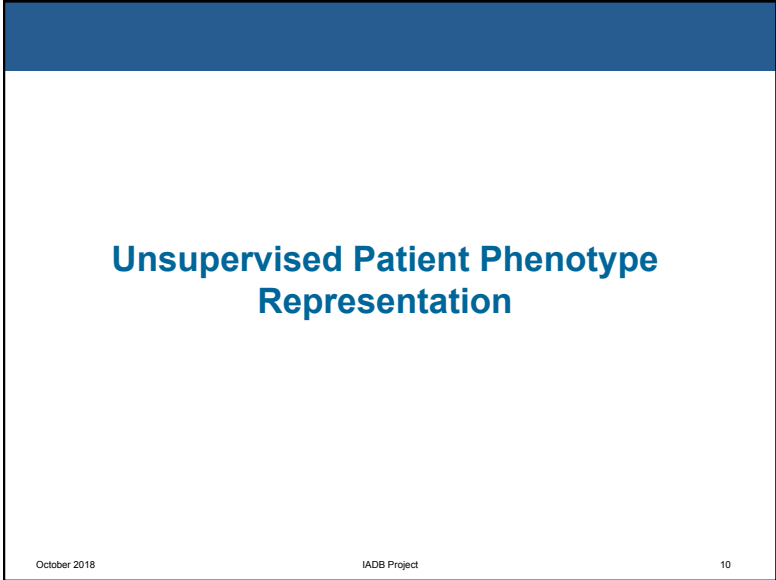 Unsupervised Patient Phenotype
Representation
October 2018 IADB Project 10